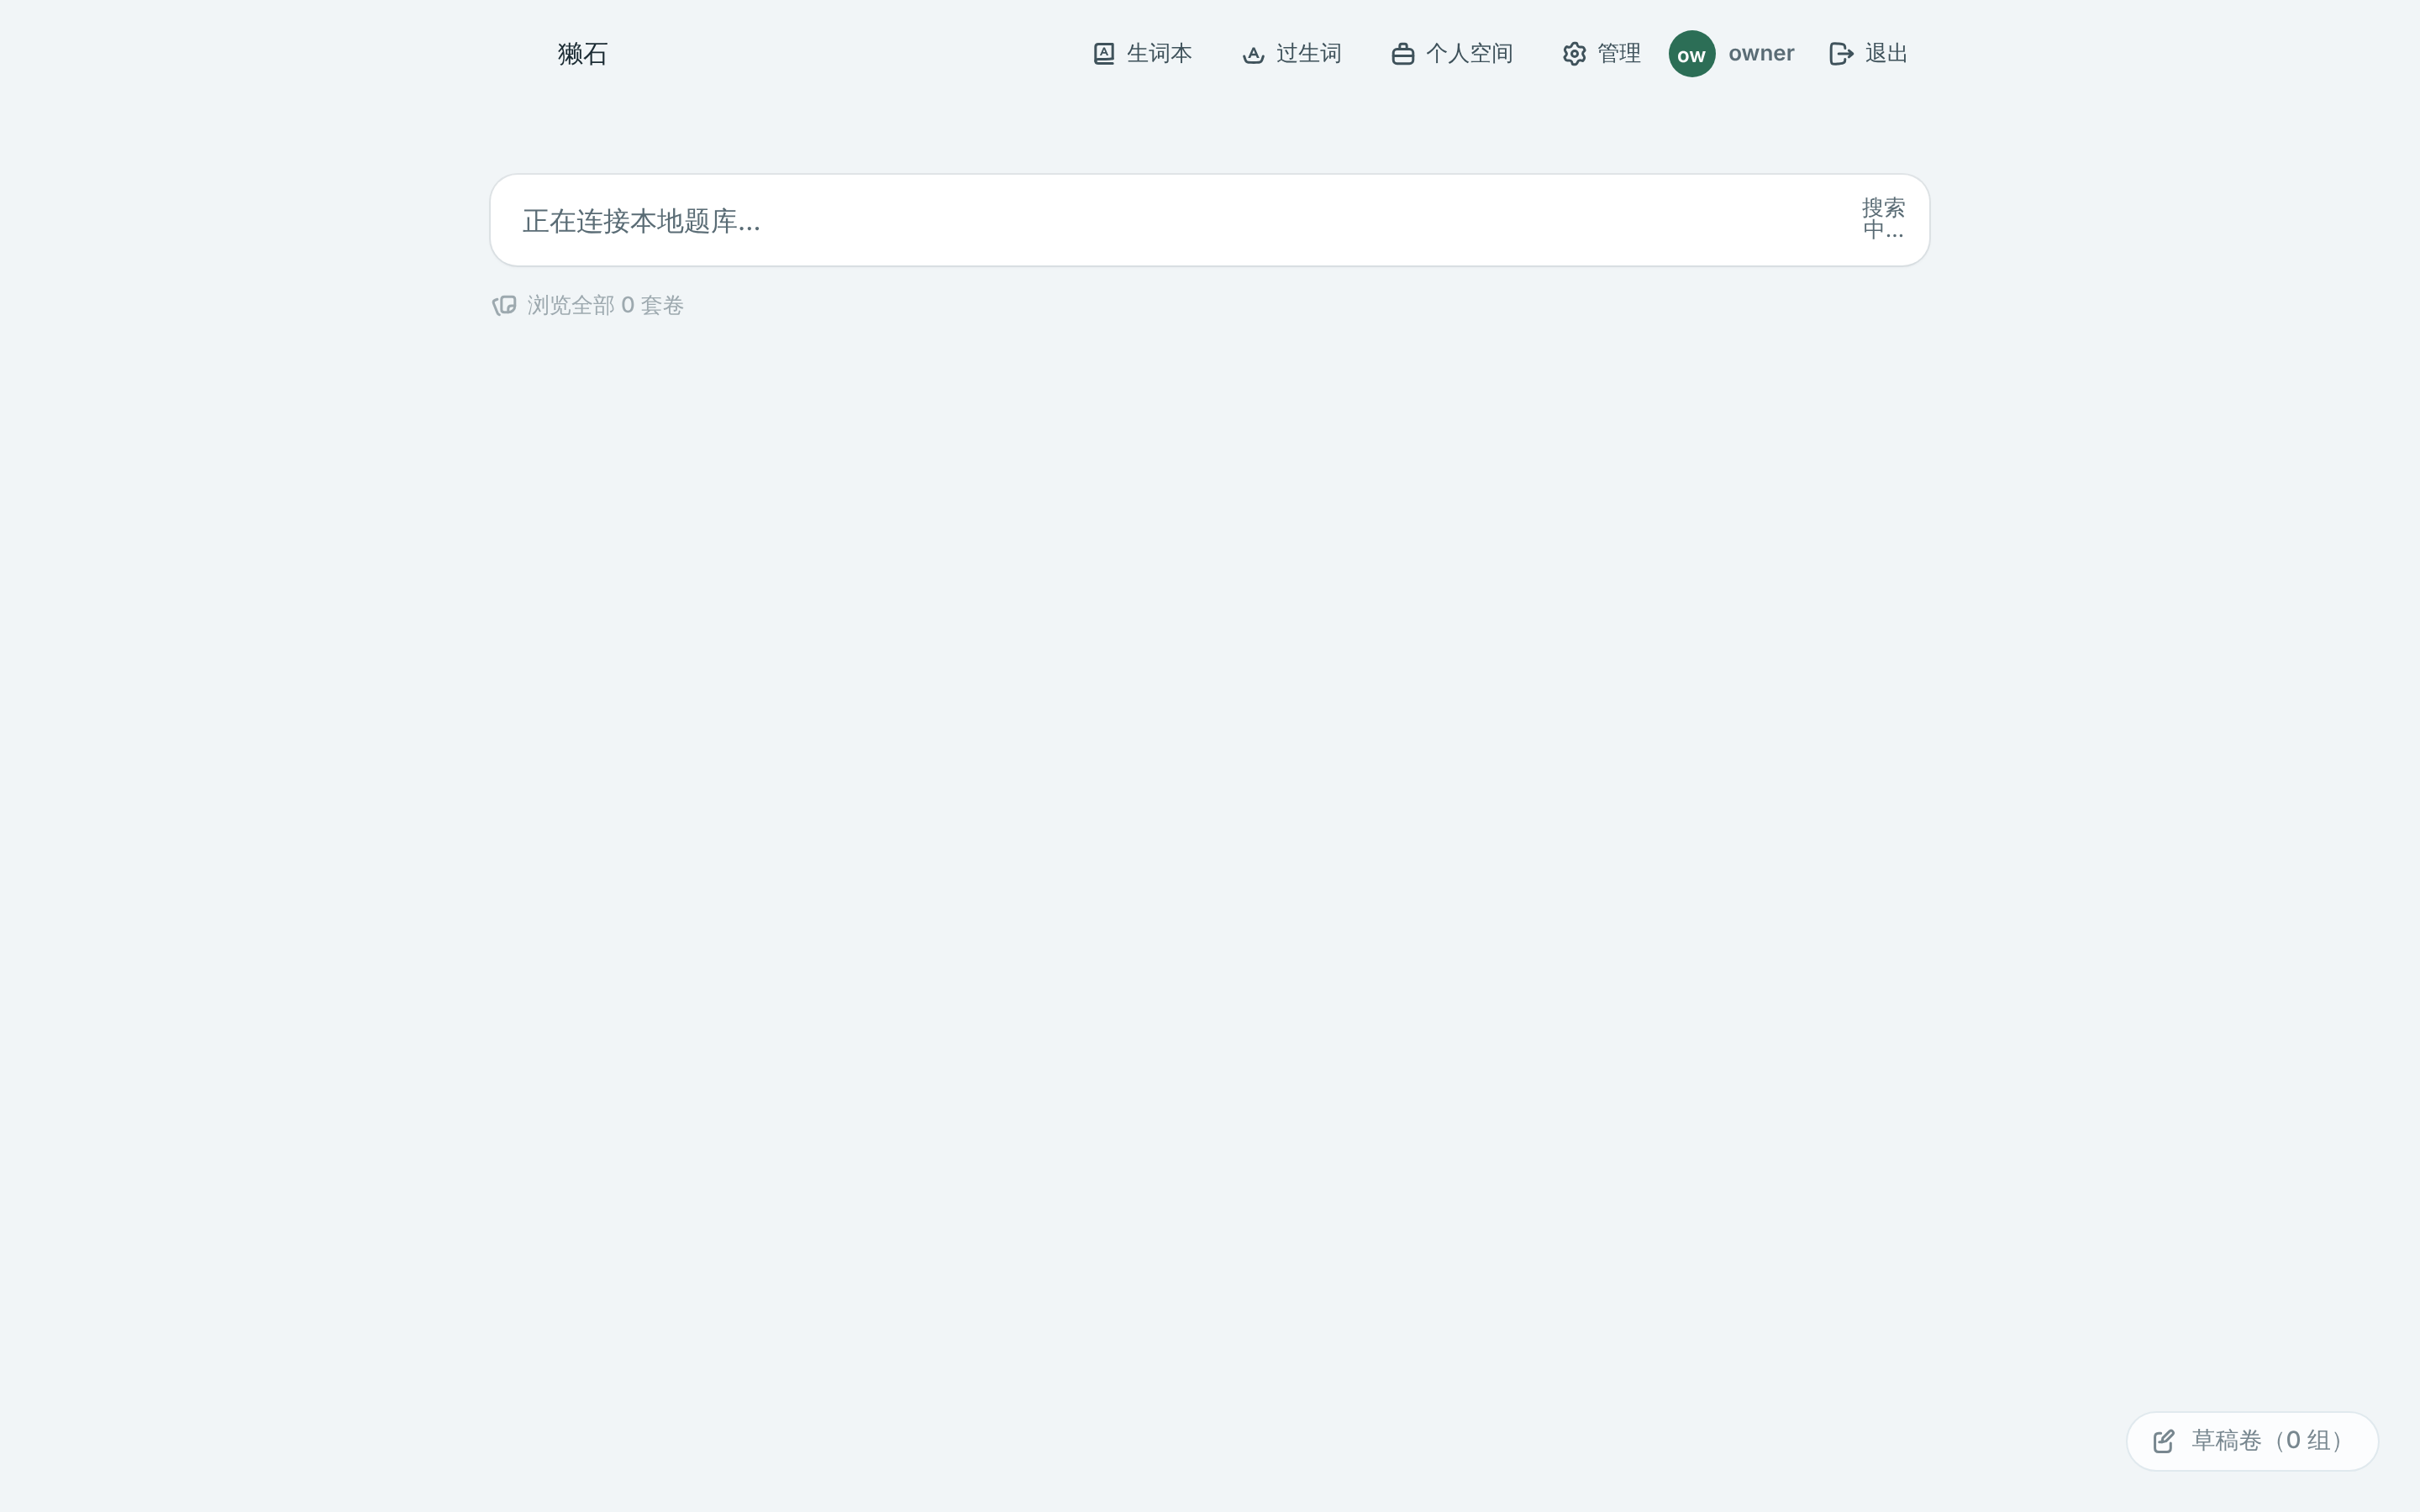 獭石
生词本
过生词
个人空间
管理
ow
owner
退出
正在连接本地题库...
搜索
中...
浏览全部 0 套卷
草稿卷（0 组）